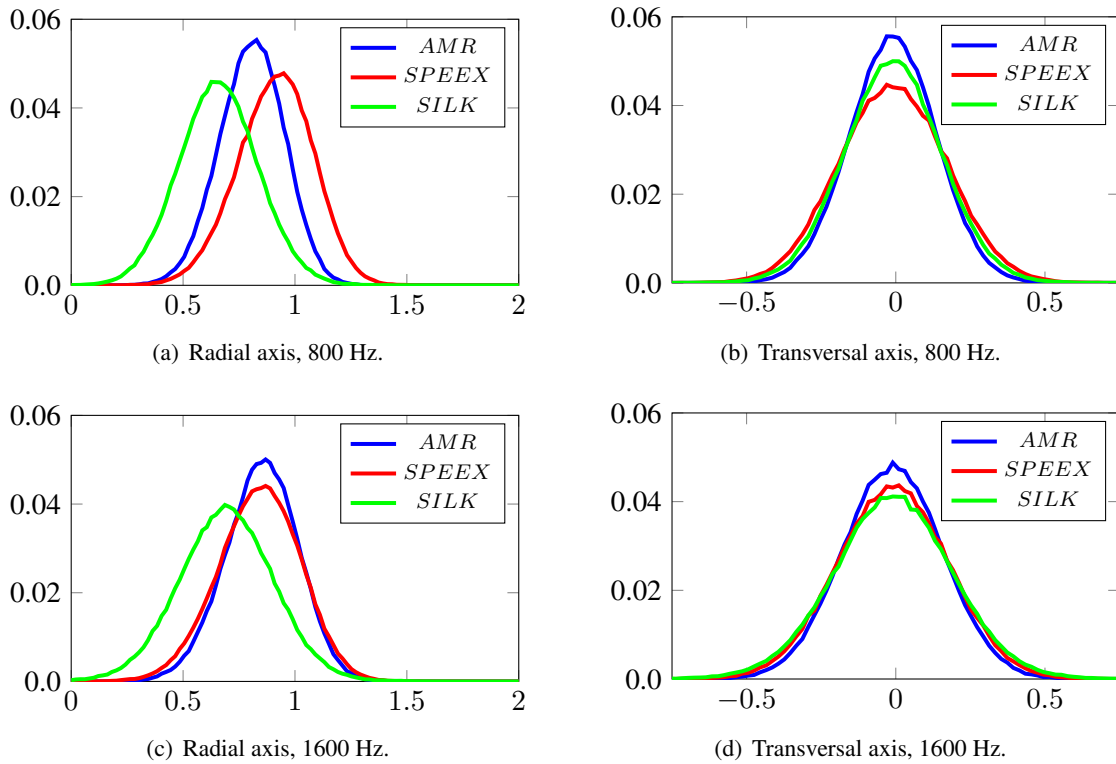 0.06
0.04
0.02
0.0
0
0.5
1
1.5
2
AMR
SPEEX
SILK
(a) Radial axis, 800 Hz.
0.06
0.04
0.02
0.0
−0.5
0
0.5
AMR
SPEEX
SILK
(b) Transversal axis, 800 Hz.
0.06
0.04
0.02
0.0
0
0.5
1
1.5
2
AMR
SPEEX
SILK
(c) Radial axis, 1600 Hz.
0.06
0.04
0.02
0.0
−0.5
0
0.5
AMR
SPEEX
SILK
(d) Transversal axis, 1600 Hz.